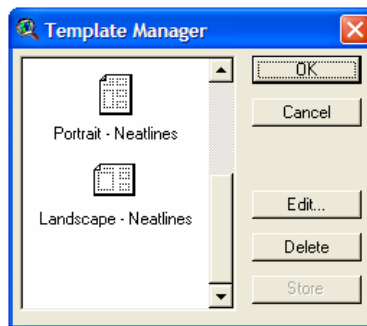 Template Manager
OK
Cancel
Portrait - Neatlines
Landscape - Neatlines
Edit...
Delete
Store